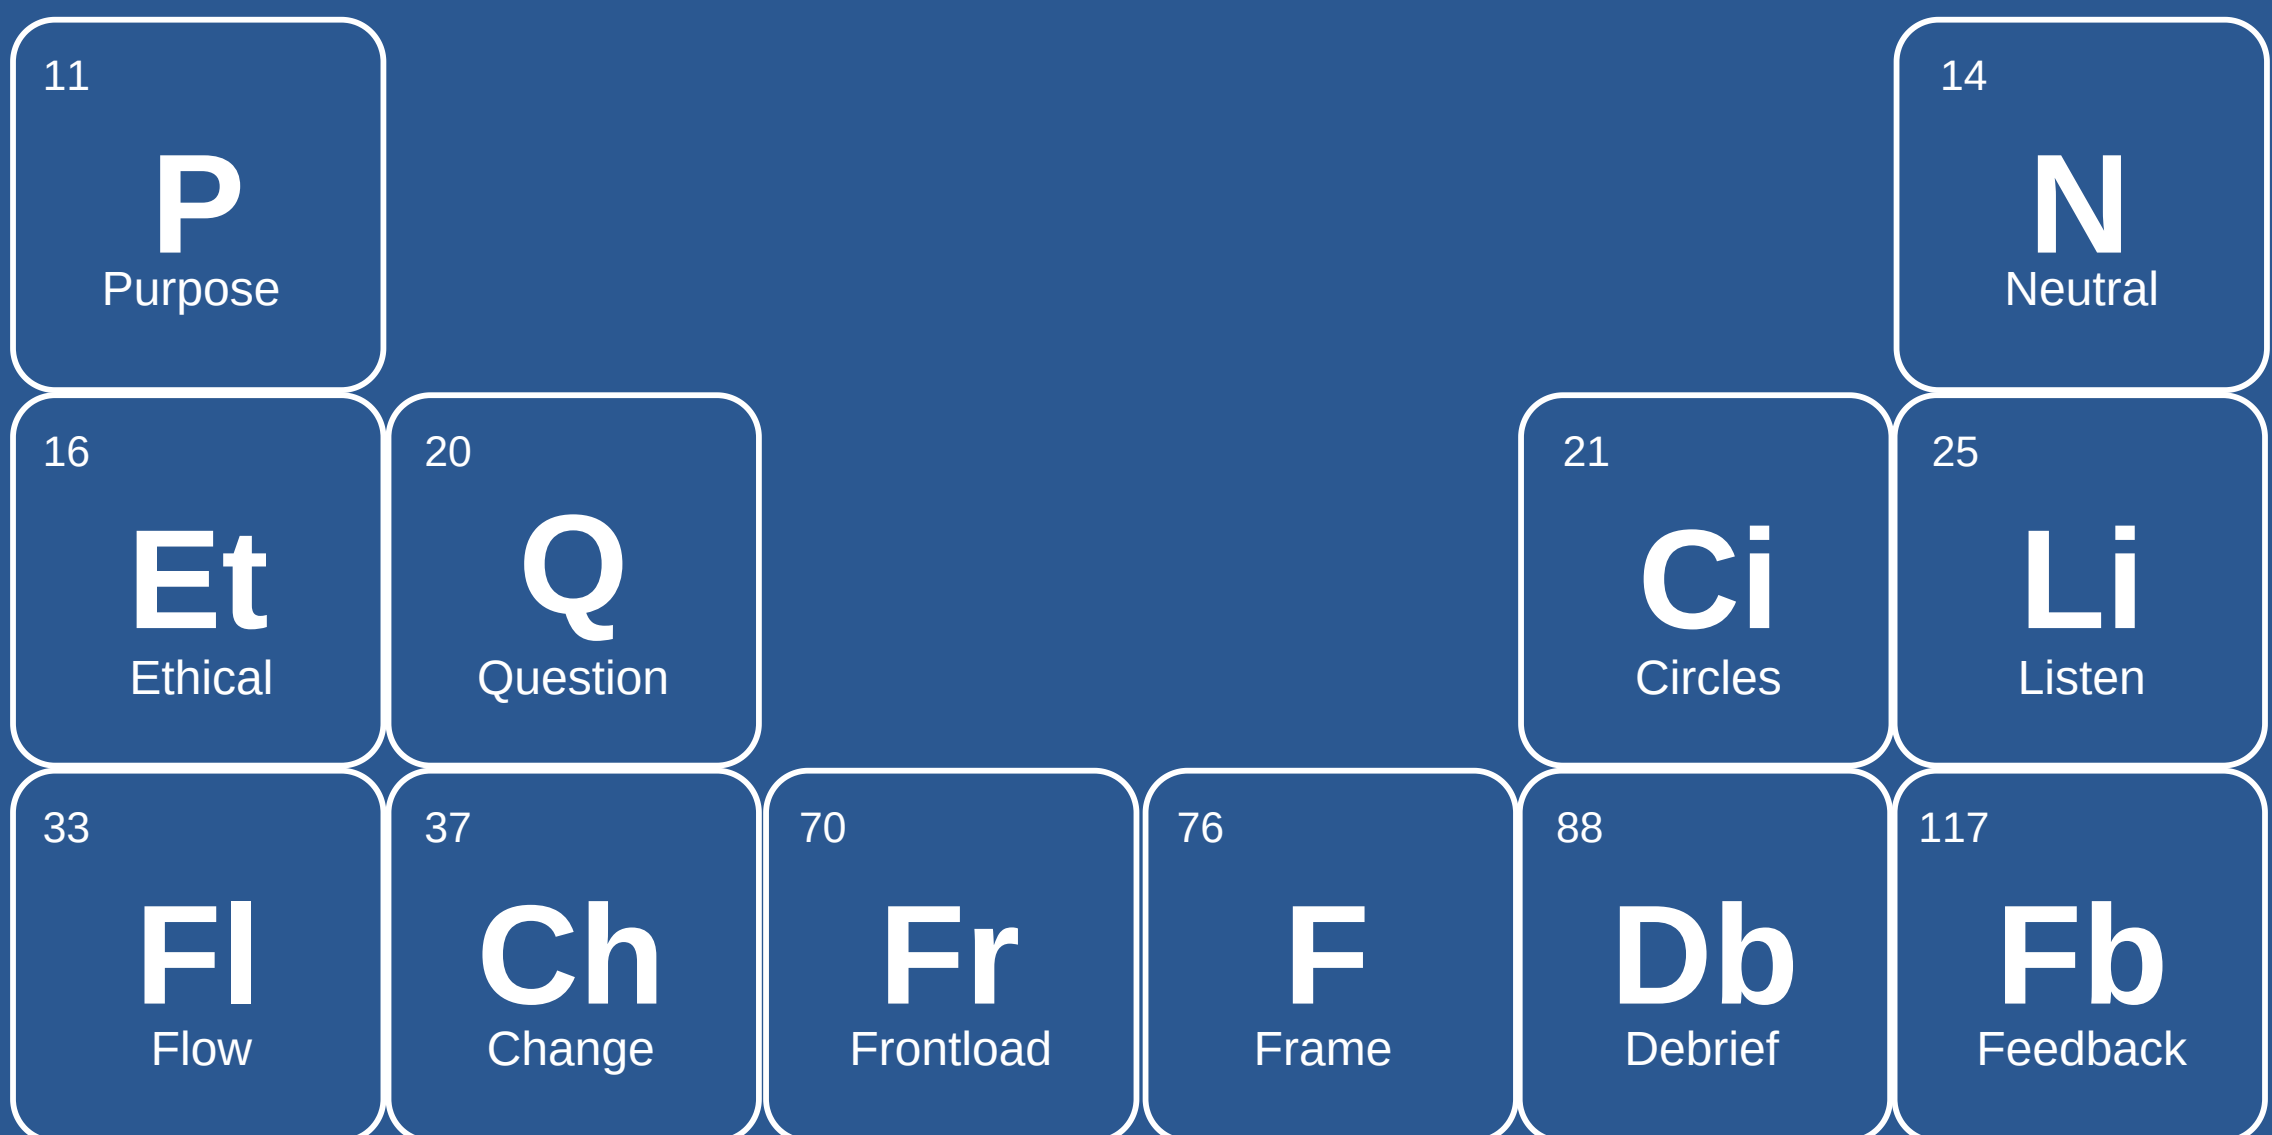 11
P
Purpose
14
N
Neutral
16
Et
Ethical
20
Q
Question
21
Ci
Circles
25
Li
Listen
33
Fl
Flow
37
Ch
Change
70
Fr
Frontload
76
F
Frame
88
Db
Debrief
117
Fb
Feedback